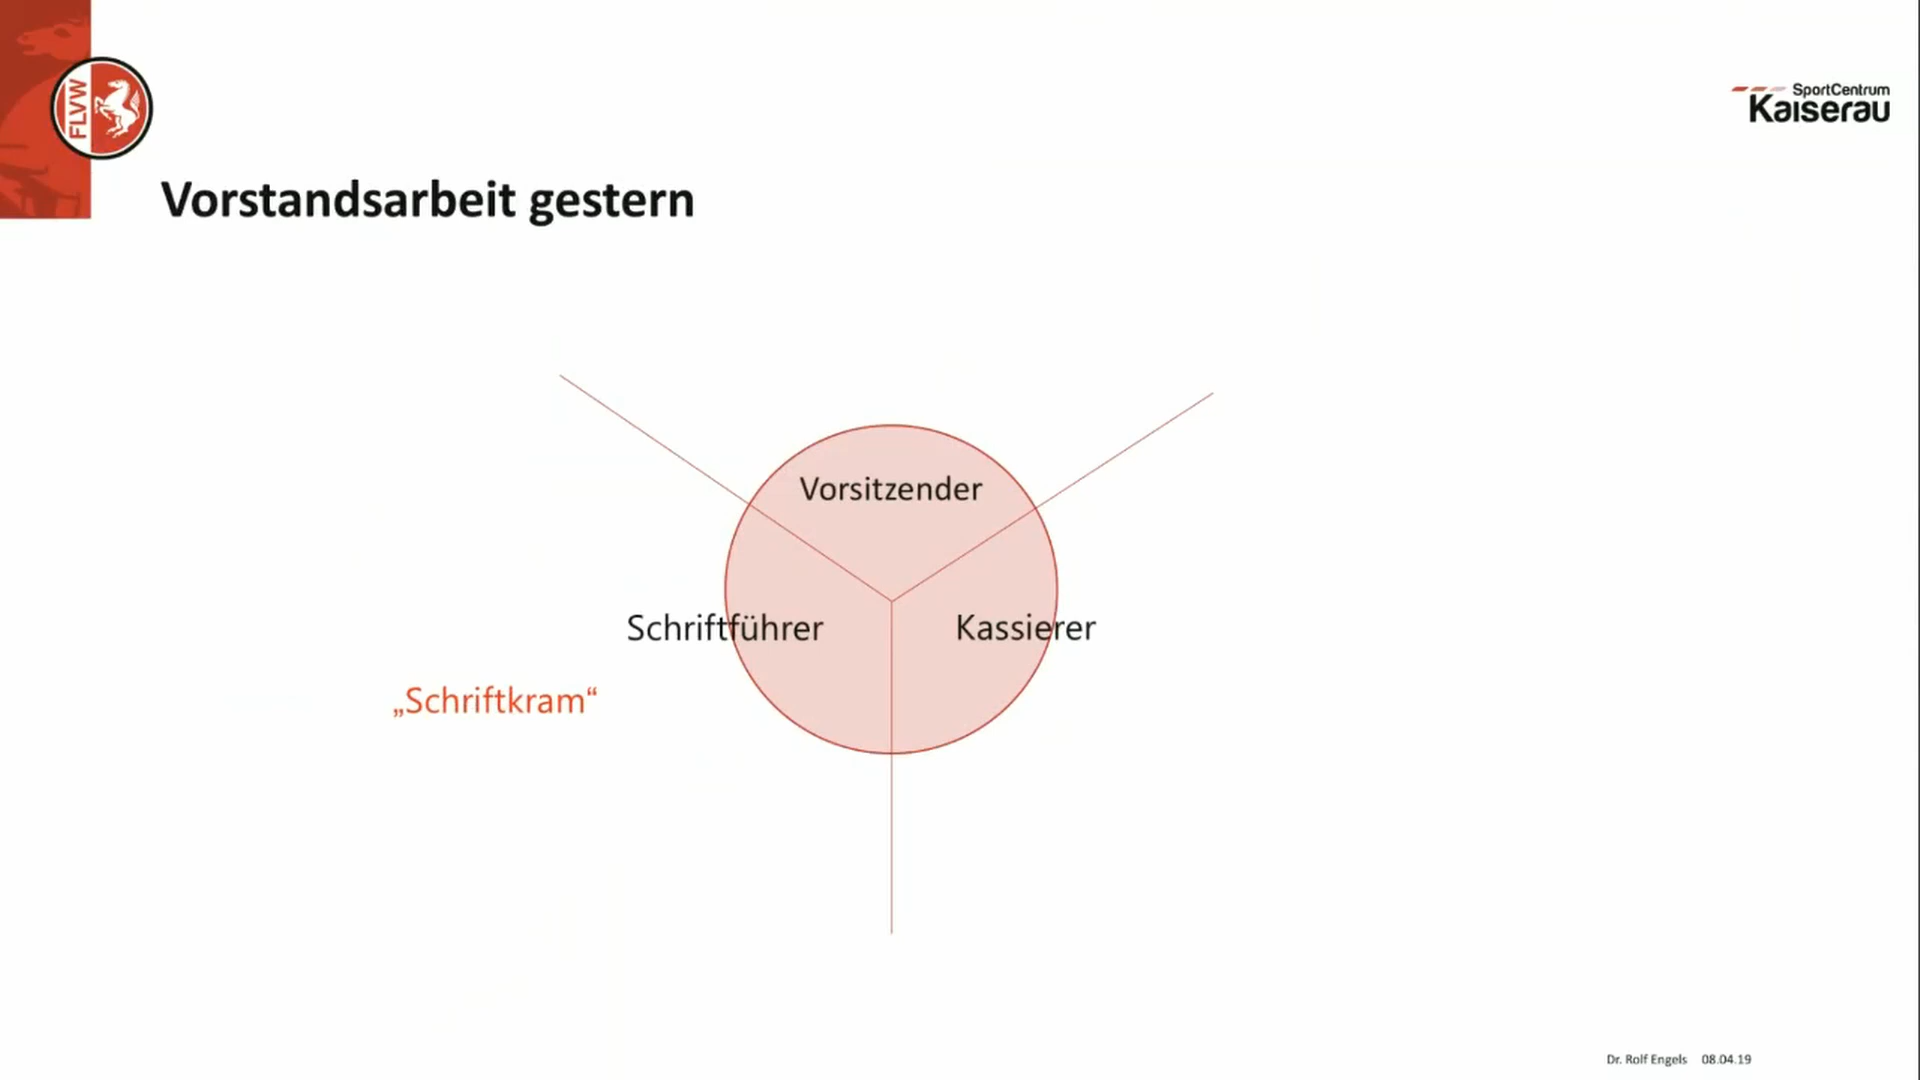 FLVW
SportCentrum
Kaiserau
Vorstandsarbeit gestern
Vorsitzender
Schriftführer
Kassierer
„Schriftkram“
Dr. Rolf Engels 08.04.19